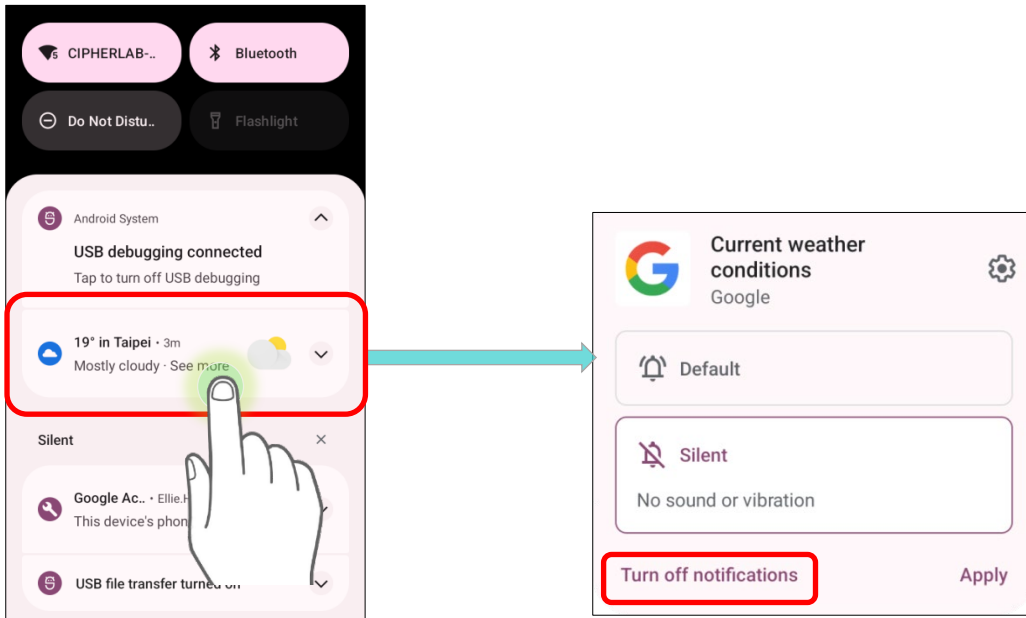 CIPHERLAB-..
Bluetooth
Do Not Distu..
Flashlight
Android System
USB debugging connected
Tap to turn off USB debugging
19° in Taipei · 3m
Mostly cloudy · See more
Silent
Google Ac.. · Ellie.H
This device's phon
USB file transfer turned on
Current weather
conditions
Google
Default
Silent
No sound or vibration
Turn off notifications
Apply